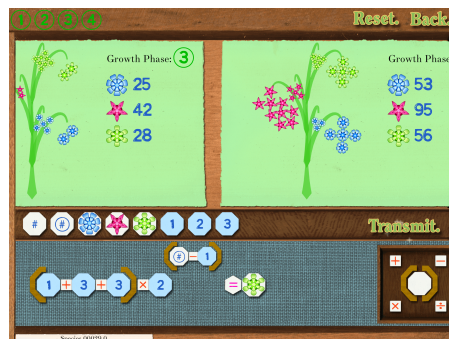 1 2 3 4
Reset. Back.
Growth Phase: 3
25
42
28
Growth Phase:
53
95
56
# # 1 2 3
Transmit.
( # - 1 )
( 1 + 3 + 3 ) × 2 =
+ -
( )
× ÷